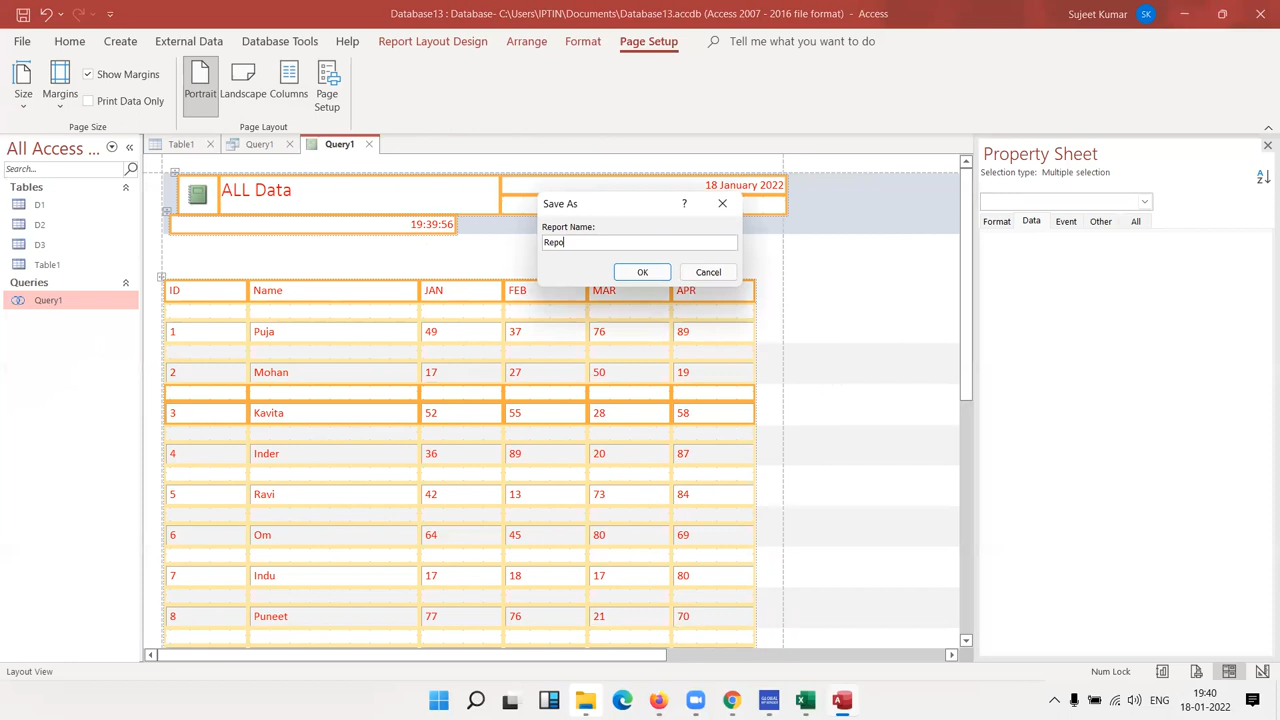 Database13 : Database- C:\Users\IPTIN\Documents\Database13.accdb (Access 2007 - 2016 file format) - Access
Sujeet Kumar
SK
File
Home
Create
External Data
Database Tools
Help
Report Layout Design
Arrange
Format
Page Setup
Tell me what you want to do
Size
Margins
Show Margins
Print Data Only
Portrait
Landscape
Columns
Page Setup
Page Size
Page Layout
All Access ...
Table1
Query1
Query1
Search...
Tables
D1
D2
D3
Table1
Queries
Query1
ALL Data
18 January 2022
19:39:56
Save As
?
Report Name:
Repo
OK
Cancel
ID Name JAN FEB MAR APR
1 Puja 49 37 76 89
2 Mohan 17 27 50 19
3 Kavita 52 55 28 58
4 Inder 36 89 20 87
5 Ravi 42 13 73 84
6 Om 64 45 80 69
7 Indu 17 18 17 80
8 Puneet 77 76 21 70
Property Sheet
Selection type: Multiple selection
Format
Data
Event
Other
All
Layout View
Num Lock
ENG
19:40
18-01-2022